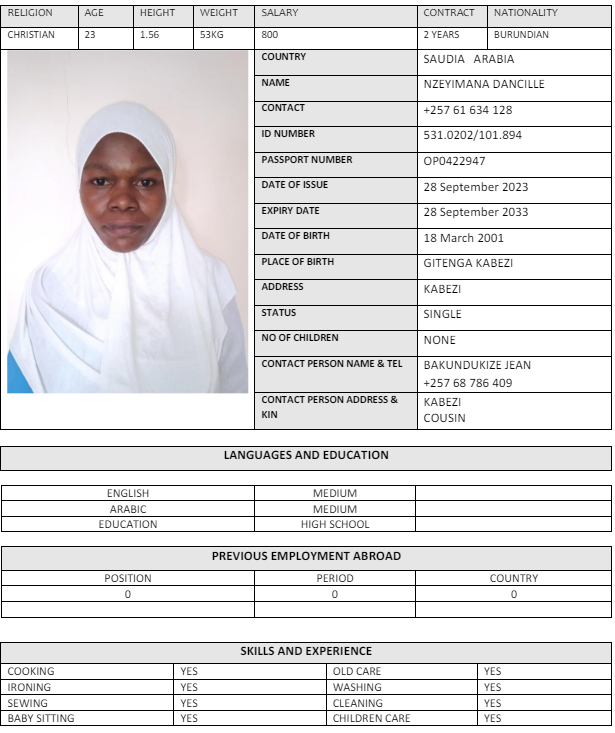 RELIGION AGE HEIGHT WEIGHT SALARY CONTRACT NATIONALITY
CHRISTIAN 23 1.56 53KG 800 2 YEARS BURUNDIAN
COUNTRY SAUDIA ARABIA
NAME NZEYIMANA DANCILLE
CONTACT +257 61 634 128
ID NUMBER 531.0202/101.894
PASSPORT NUMBER OP0422947
DATE OF ISSUE 28 September 2023
EXPIRY DATE 28 September 2033
DATE OF BIRTH 18 March 2001
PLACE OF BIRTH GITENGA KABEZI
ADDRESS KABEZI
STATUS SINGLE
NO OF CHILDREN NONE
CONTACT PERSON NAME & TEL BAKUNDUKIZE JEAN
+257 68 786 409
CONTACT PERSON ADDRESS & KABEZI
KIN COUSIN
LANGUAGES AND EDUCATION
ENGLISH MEDIUM
ARABIC MEDIUM
EDUCATION HIGH SCHOOL
PREVIOUS EMPLOYMENT ABROAD
POSITION PERIOD COUNTRY
0 0 0
SKILLS AND EXPERIENCE
COOKING YES OLD CARE YES
IRONING YES WASHING YES
SEWING YES CLEANING YES
BABY SITTING YES CHILDREN CARE YES